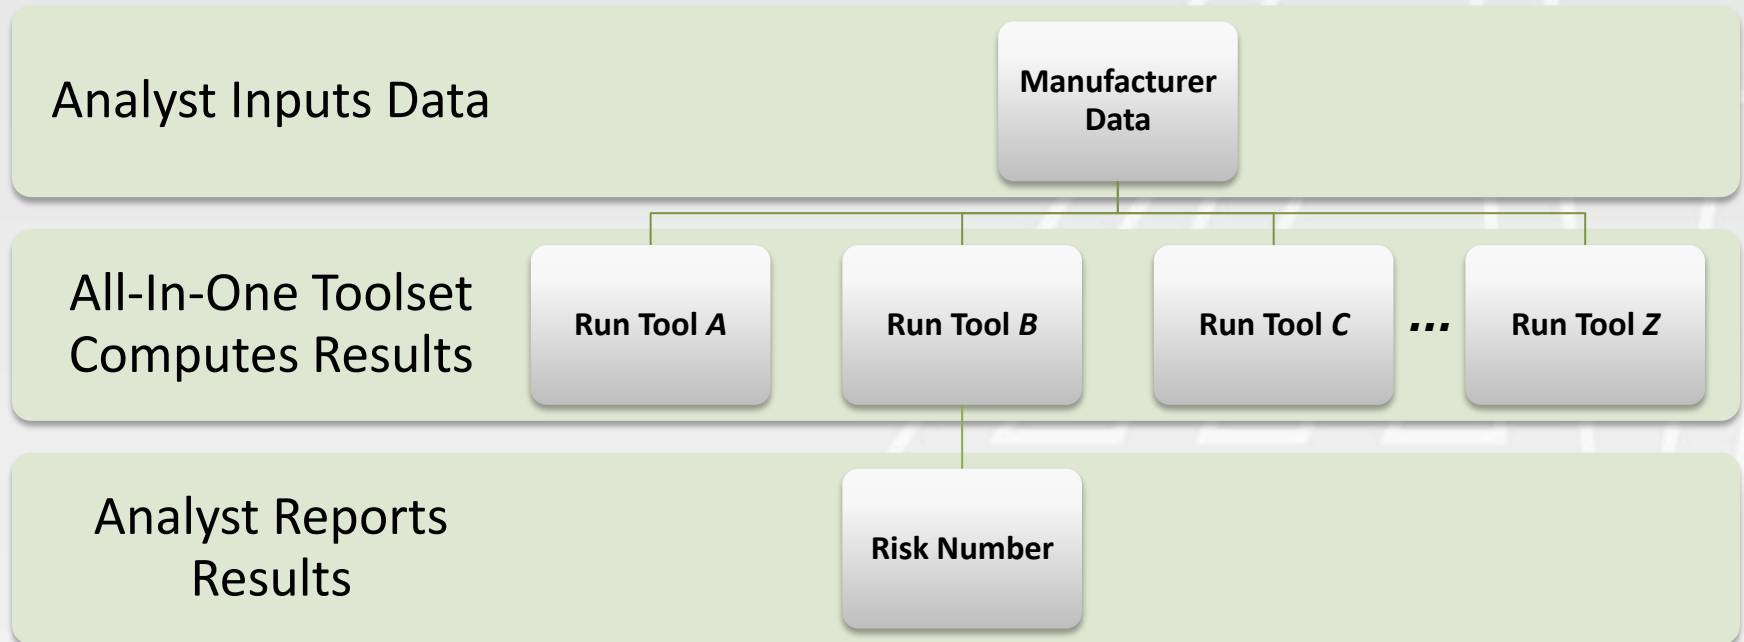 Analyst Inputs Data
Manufacturer
Data
All-In-One Toolset
Computes Results
Run Tool A
Run Tool B
Run Tool C
...
Run Tool Z
Analyst Reports
Results
Risk Number